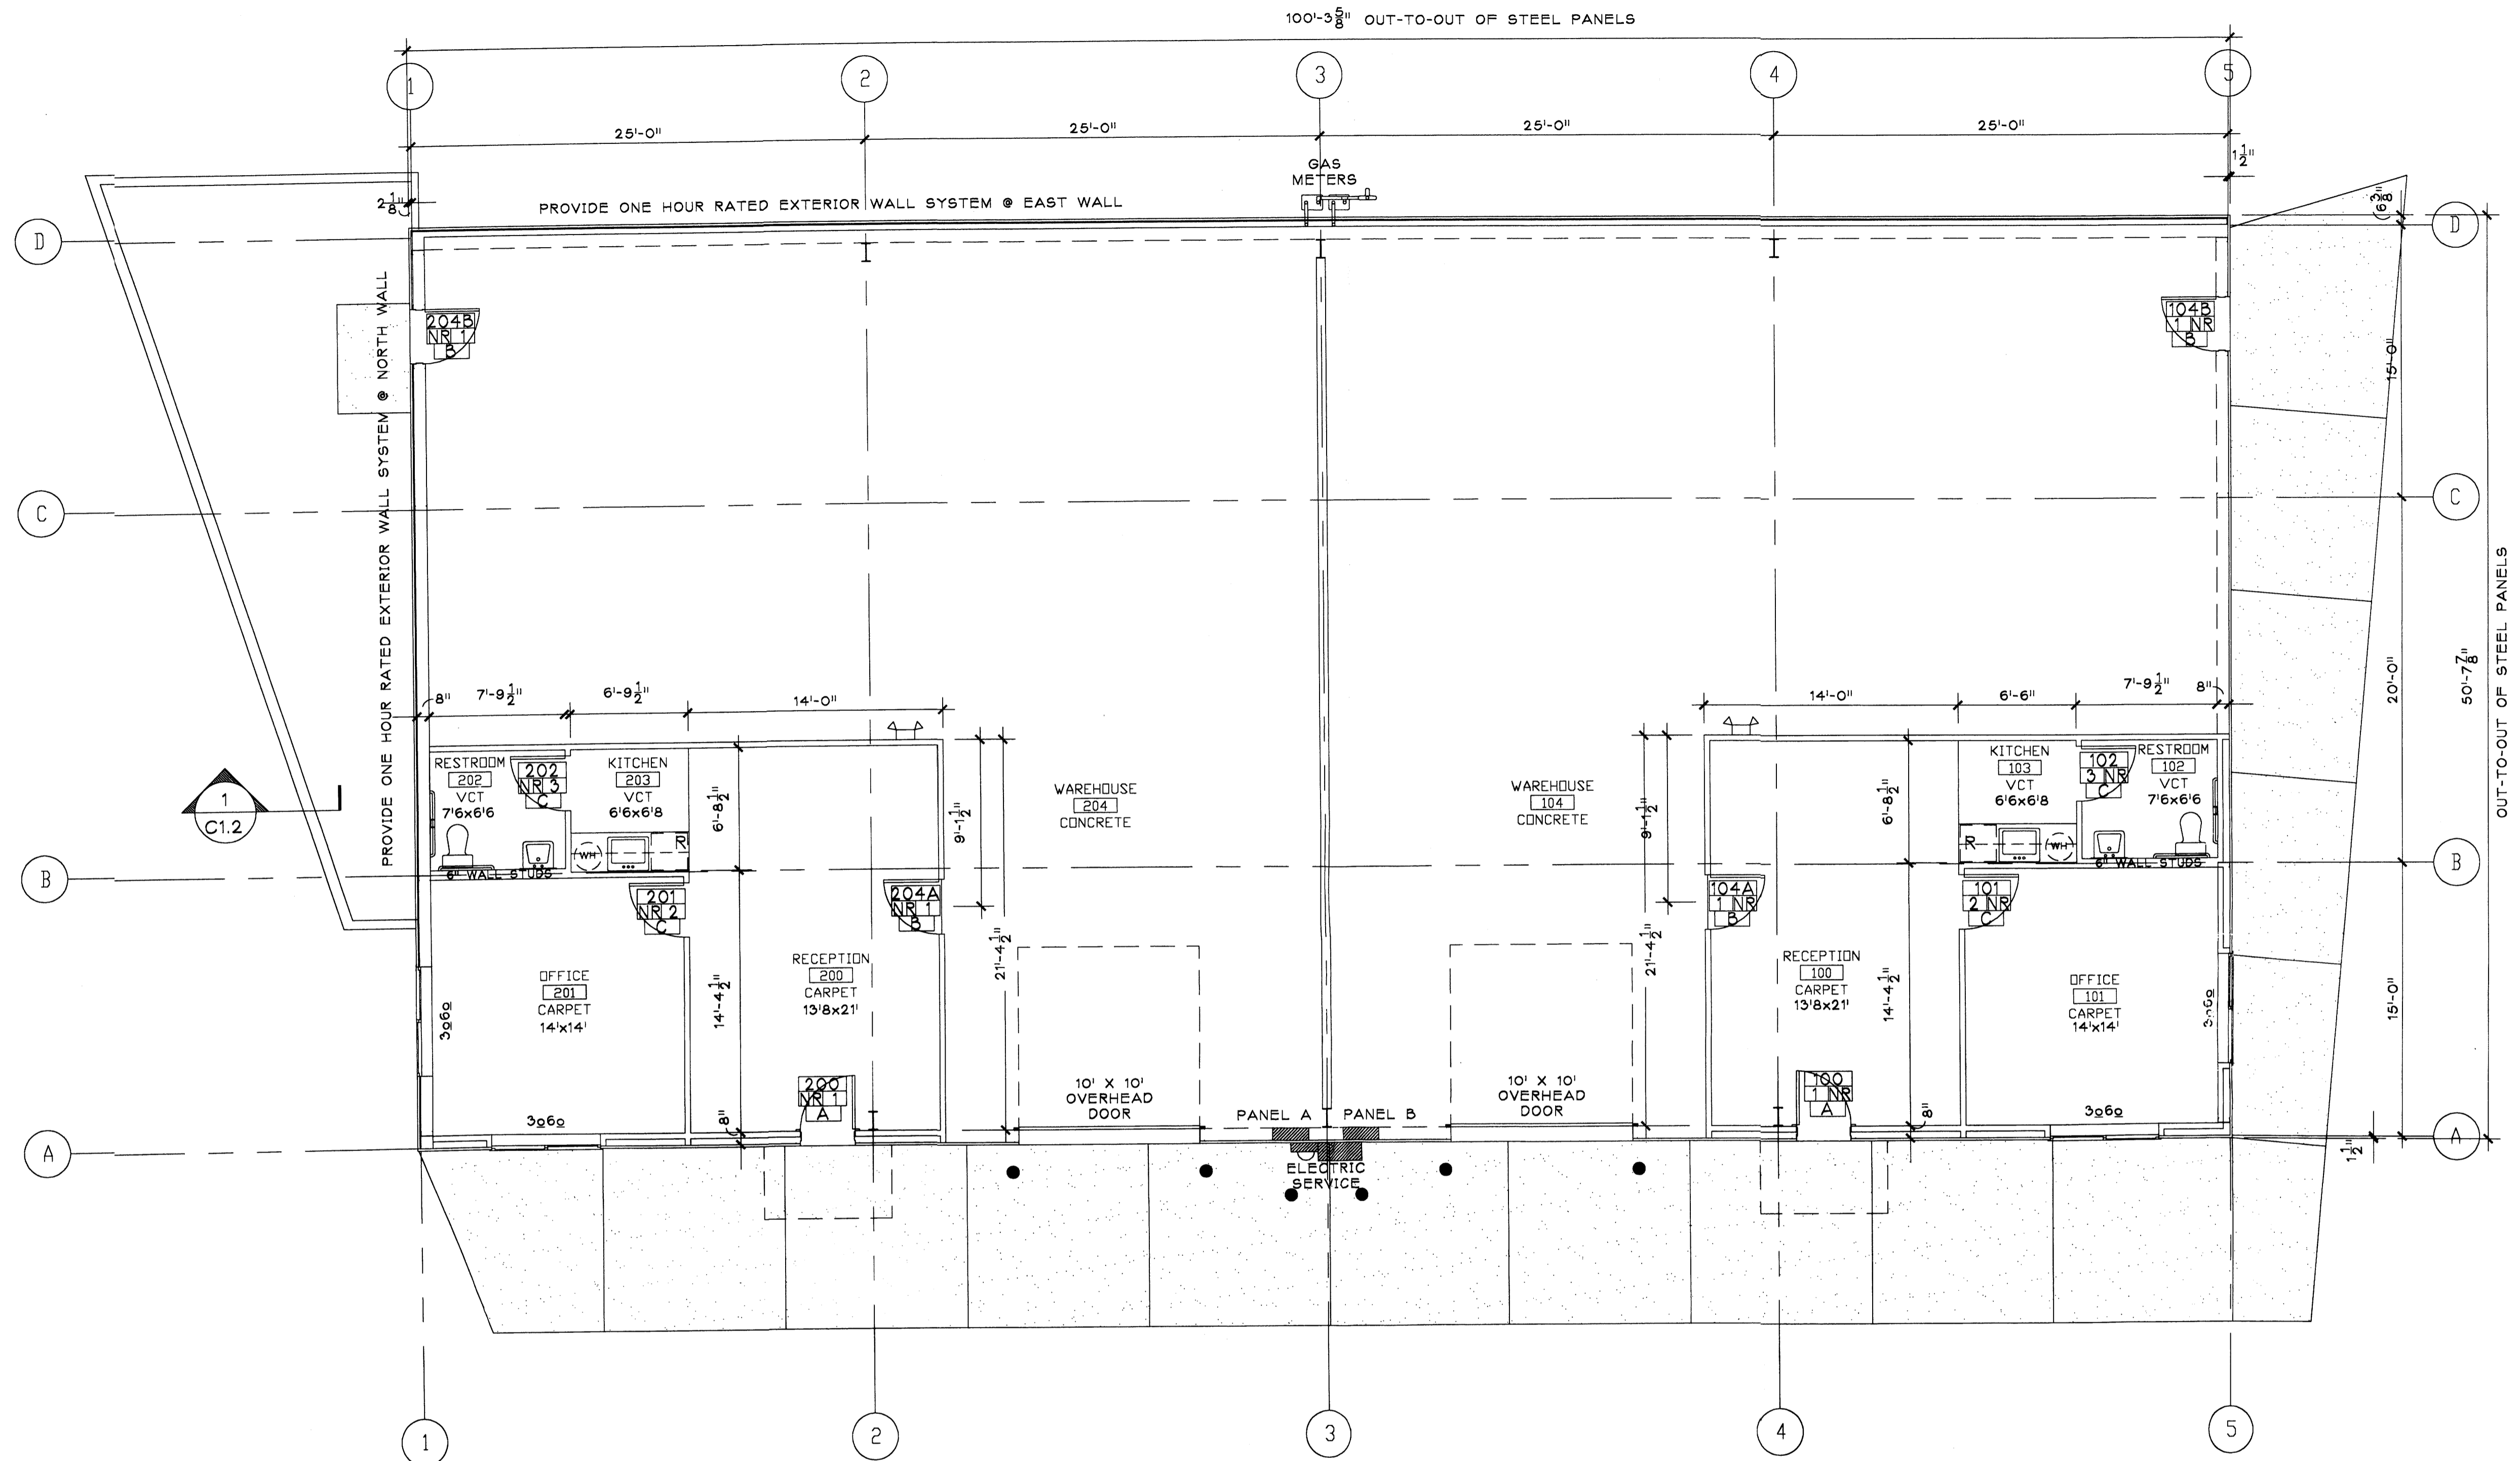 100'-3 5/8" OUT-TO-OUT OF STEEL PANELS
1
2
3
4
5
25'-0"
25'-0"
25'-0"
25'-0"
1 1/2"
GAS
METERS
2 1/8"
PROVIDE ONE HOUR RATED EXTERIOR WALL SYSTEM @ EAST WALL
(6 3/8"
D
D
PROVIDE ONE HOUR RATED EXTERIOR WALL SYSTEM @ NORTH WALL
204B
NR 1
B
104B
1 NR
B
15'-0"
C
C
20'-0"
50'-7 7/8"
OUT-TO-OUT OF STEEL PANELS
8"
7'-9 1/2"
6'-9 1/2"
14'-0"
14'-0"
6'-6"
7'-9 1/2"
8"
RESTROOM
202
VCT
7'6x6'6
202
NR 3
C
KITCHEN
203
VCT
6'6x6'8
6'-8 1/2"
9'-1 1/2"
WAREHOUSE
204
CONCRETE
WAREHOUSE
104
CONCRETE
9'-1 1/2"
6'-8 1/2"
KITCHEN
103
VCT
6'6x6'8
102
3 NR
C
RESTROOM
102
VCT
7'6x6'6
1
C1.2
WH
R
R
WH
6" WALL STUDS
6" WALL STUDS
B
B
201
NR 2
C
204A
NR 1
B
104A
1 NR
B
101
2 NR
C
21'-4 1/2"
21'-4 1/2"
OFFICE
201
CARPET
14'x14'
3060
14'-4 1/2"
RECEPTION
200
CARPET
13'8x21'
RECEPTION
100
CARPET
13'8x21'
14'-4 1/2"
OFFICE
101
CARPET
14'x14'
3060
15'-0"
200
NR 1
A
10' X 10'
OVERHEAD
DOOR
10' X 10'
OVERHEAD
DOOR
100
1 NR
A
3060
8"
PANEL A
PANEL B
8"
3060
A
A
1 1/2"
ELECTRIC
SERVICE
1
2
3
4
5